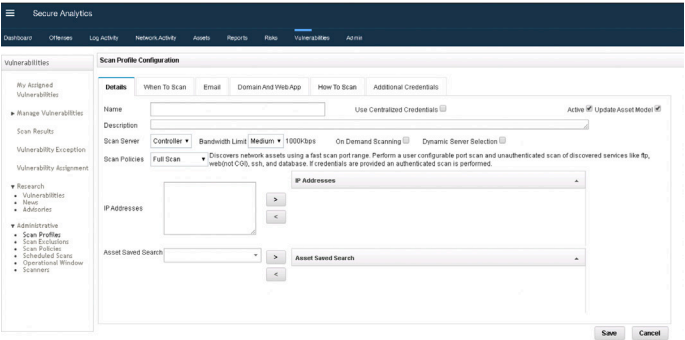 Secure Analytics
Dashboard Offenses Log Activity Network Activity Assets Reports Risks Vulnerabilities Admin
Vulnerabilities
My Assigned
Vulnerabilities
Manage Vulnerabilities
Scan Results
Vulnerability Exception
Vulnerability Assignment
Research
Vulnerabilities
News
Advisories
Administrative
Scan Profiles
Scan Exclusions
Scan Policies
Scheduled Scans
Operational Window
Scanners
Scan Profile Configuration
Details When To Scan Email Domain And Web App How To Scan Additional Credentials
Name Use Centralized Credentials Active Update Asset Model
Description
Scan Server Controller Bandwidth Limit Medium 1000Kbps On Demand Scanning Dynamic Server Selection
Scan Policies Full Scan Discovers network assets using a fast scan port range. Perform a user configurable port scan and unauthenticated scan of discovered services like ftp,
web(not CGI), ssh, and database. If credentials are provided an authenticated scan is performed.
IP Addresses
>
<
IP Addresses
Asset Saved Search
>
<
Asset Saved Search
Save Cancel